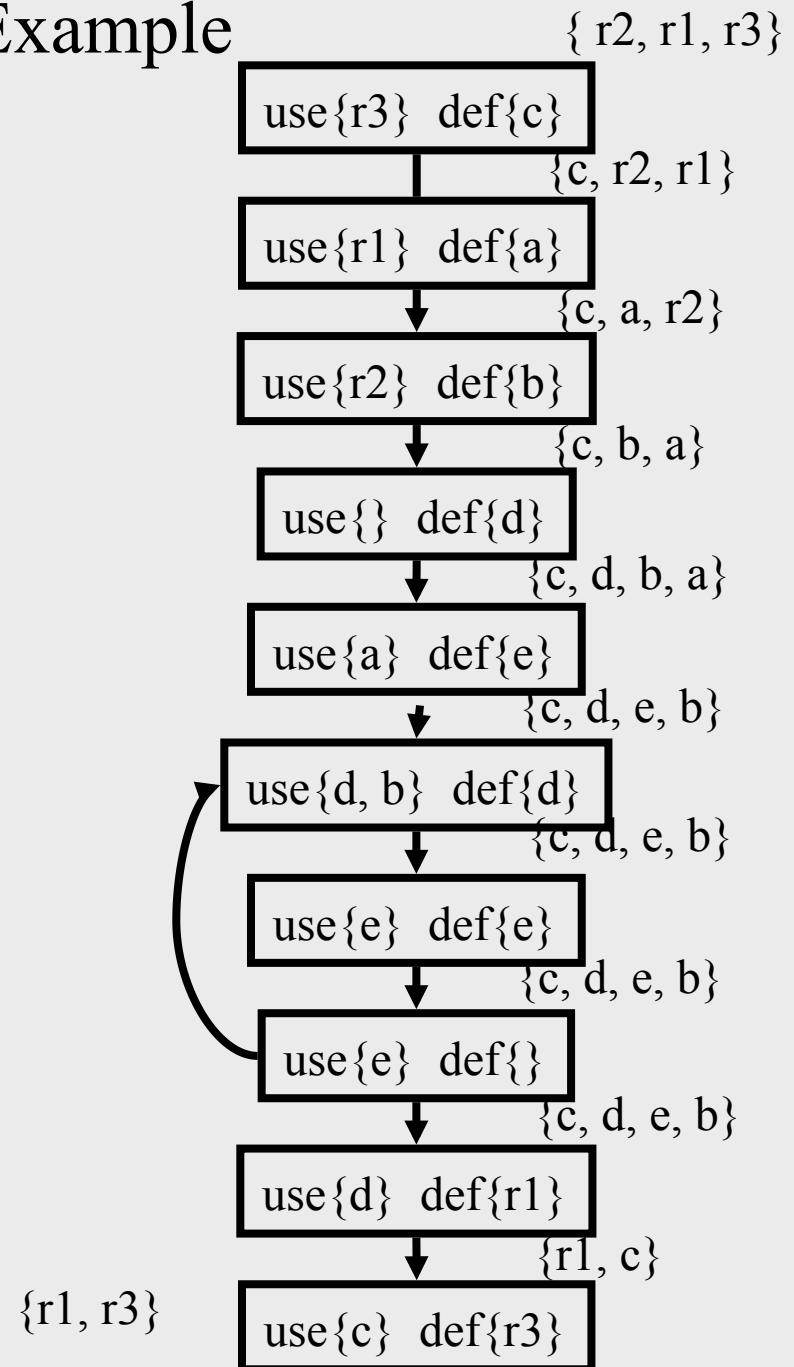 Example
{ r2, r1, r3}
use{r3} def{c}
{c, r2, r1}
use{r1} def{a}
{c, a, r2}
use{r2} def{b}
{c, b, a}
use{} def{d}
{c, d, b, a}
use{a} def{e}
{c, d, e, b}
use{d, b} def{d}
{c, d, e, b}
use{e} def{e}
{c, d, e, b}
use{e} def{}
{c, d, e, b}
use{d} def{r1}
{r1, c}
{r1, r3}
use{c} def{r3}